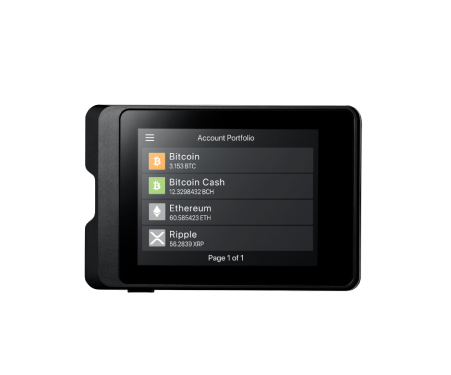 Account Portfolio
Bitcoin
3.153 BTC
Bitcoin Cash
12.3298432 BCH
Ethereum
60.585423 ETH
Ripple
56.2839 XRP
Page 1 of 1